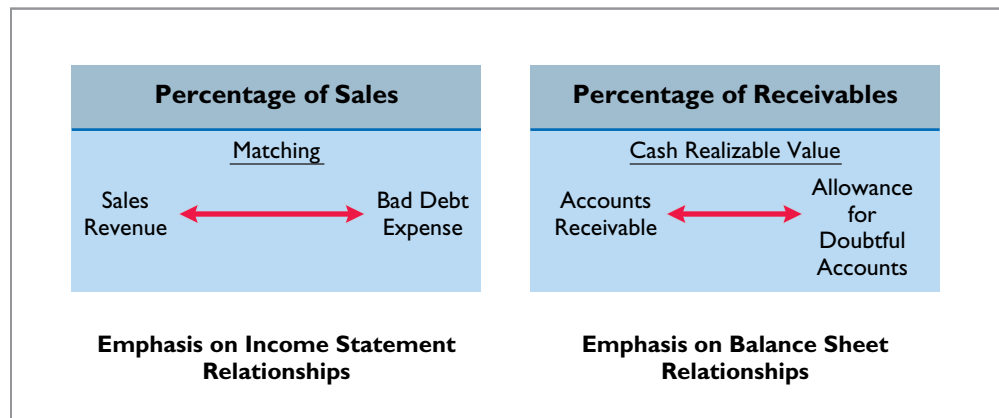 Percentage of Sales
Matching
Sales
Revenue
Bad Debt
Expense
Emphasis on Income Statement
Relationships
Percentage of Receivables
Cash Realizable Value
Accounts
Receivable
Allowance
for
Doubtful
Accounts
Emphasis on Balance Sheet
Relationships